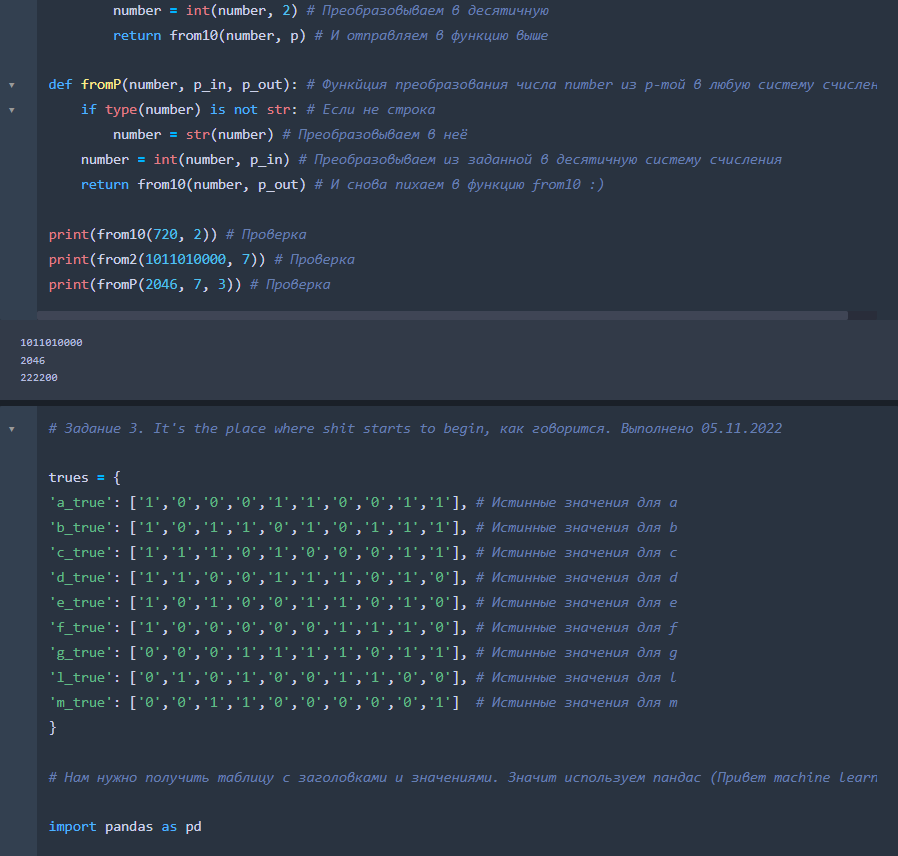 number = int(number, 2) # Преобразовываем в десятичную
return from10(number, p) # И отправляем в функцию выше
def fromP(number, p_in, p_out): # Функйция преобразования числа number из p-той в любую систему счислен
if type(number) is not str: # Если не строка
number = str(number) # Преобразовываем в неё
number = int(number, p_in) # Преобразовываем из заданной в десятичную систему счисления
return from10(number, p_out) # И снова пихаем в функцию from10 :)
print(from10(720, 2)) # Проверка
print(from2(1011010000, 7)) # Проверка
print(fromP(2046, 7, 3)) # Проверка
1011010000
2046
222200
# Задание 3. It's the place where shit starts to begin, как говорится. Выполнено 05.11.2022
trues = {
'a_true': ['1','0','0','0','1','1','0','0','1','1'], # Истинные значения для a
'b_true': ['1','0','1','1','0','1','0','1','1','1'], # Истинные значения для b
'c_true': ['1','1','1','0','1','0','0','0','1','1'], # Истинные значения для c
'd_true': ['1','1','0','0','1','1','1','0','1','0'], # Истинные значения для d
'e_true': ['1','0','1','0','0','1','1','0','1','0'], # Истинные значения для e
'f_true': ['1','0','0','0','0','0','1','1','1','0'], # Истинные значения для f
'g_true': ['0','0','0','1','1','1','1','0','1','1'], # Истинные значения для g
'l_true': ['0','1','0','1','0','0','1','1','0','0'], # Истинные значения для l
'm_true': ['0','0','1','1','0','0','0','0','0','1'] # Истинные значения для m
}
# Нам нужно получить таблицу с заголовками и значениями. Значит используем пандас (Привет machine learn
import pandas as pd